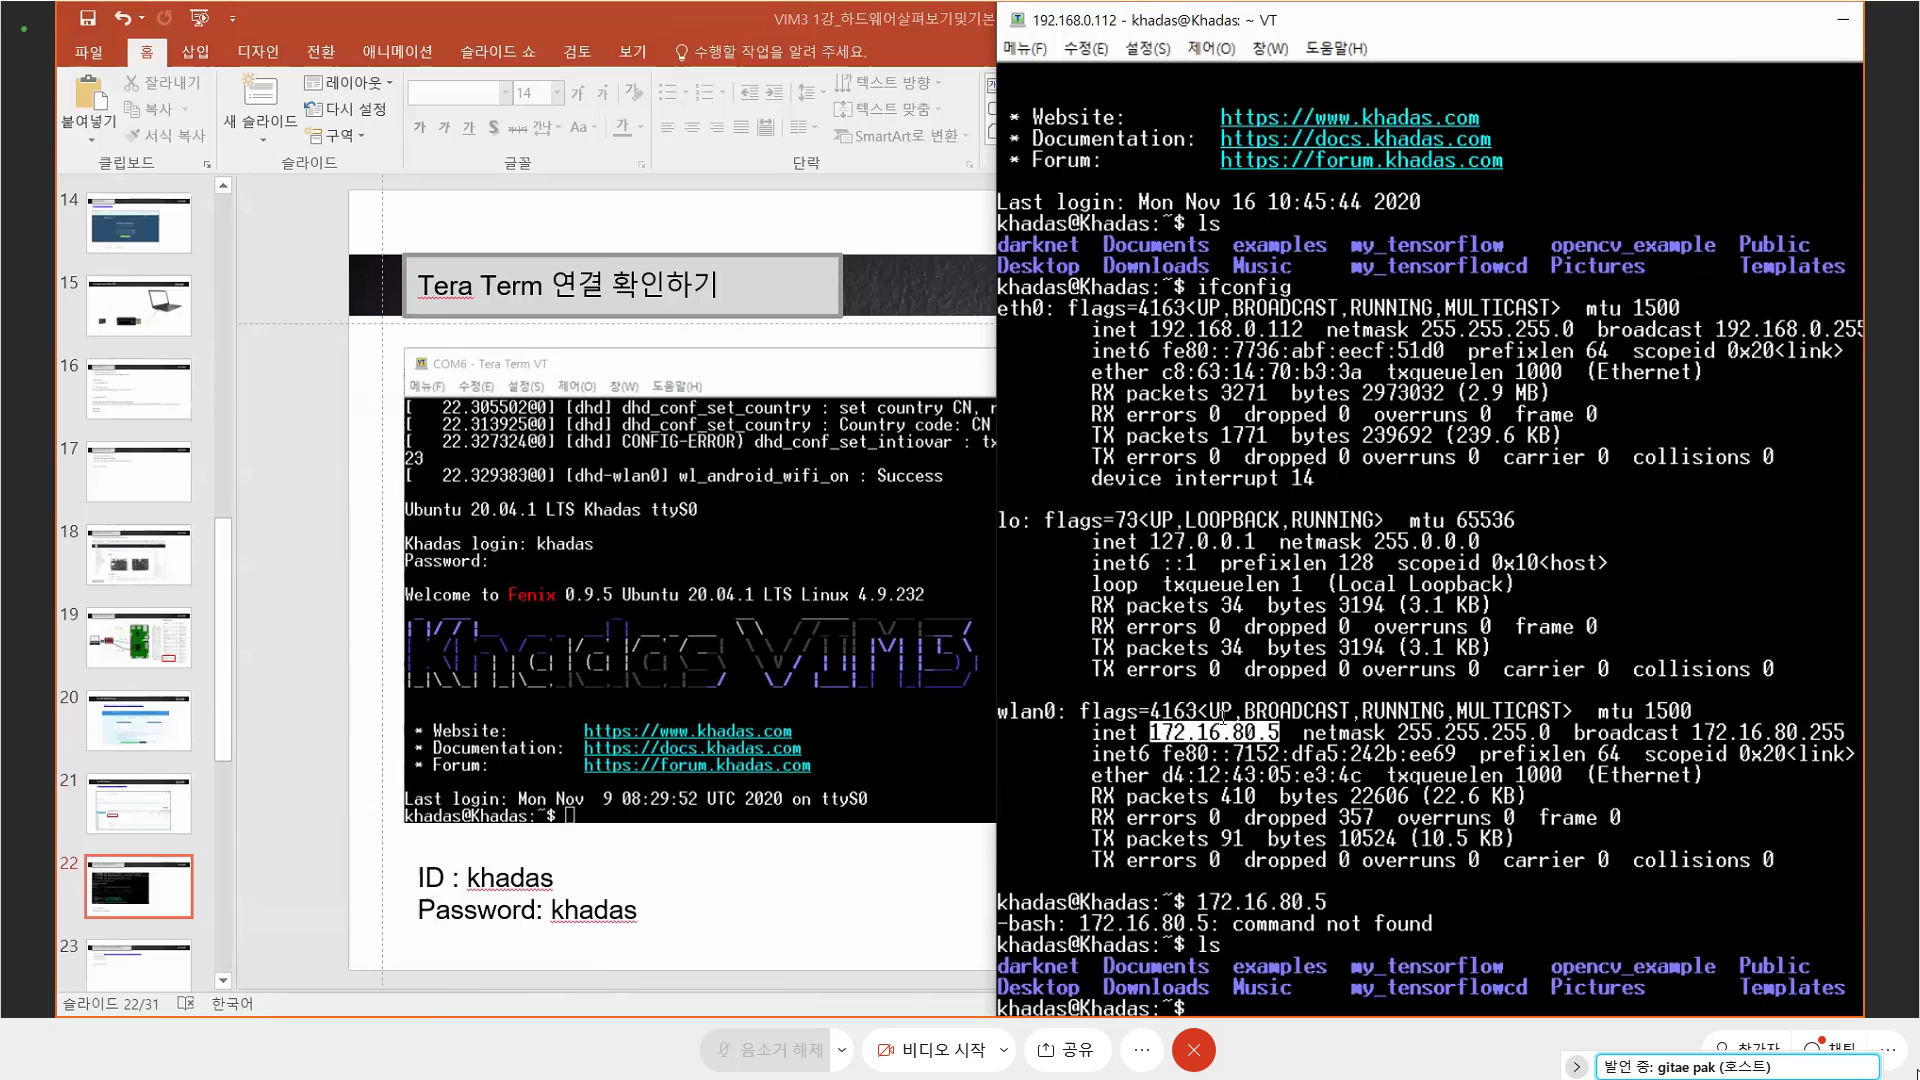 VIM3 1강_하드웨어살펴보기및기본
파일 홈 삽입 디자인 전환 애니메이션 슬라이드 쇼 검토 보기 수행할 작업을 알려 주세요.
붙여넣기
잘라내기
복사
서식 복사
클립보드
새 슬라이드
레이아웃
다시 설정
구역
슬라이드
14
가 가 가 S abc 간 Aa 가
글꼴
텍스트 방향
텍스트 맞춤
SmartArt로 변환
단락
14
15
16
17
18
19
20
21
22
23
Tera Term 연결 확인하기
COM6 - Tera Term VT
메뉴(F) 수정(E) 설정(S) 제어(O) 창(W) 도움말(H)
[ 22.305502@0] [dhd] dhd_conf_set_country : set country CN, r
[ 22.313925@0] [dhd] dhd_conf_set_country : Country code: CN
[ 22.327324@0] [dhd] CONFIG-ERROR) dhd_conf_set_intiovar : tx
23
[ 22.329383@0] [dhd-wlan0] wl_android_wifi_on : Success
Ubuntu 20.04.1 LTS Khadas ttyS0
Khadas login: khadas
Password:
Welcome to Fenix 0.9.5 Ubuntu 20.04.1 LTS Linux 4.9.232
Khadas VIM3
* Website: https://www.khadas.com
* Documentation: https://docs.khadas.com
* Forum: https://forum.khadas.com
Last login: Mon Nov 9 08:29:52 UTC 2020 on ttyS0
khadas@Khadas:~$
ID : khadas
Password: khadas
슬라이드 22/31 한국어
192.168.0.112 - khadas@Khadas: ~ VT
메뉴(F) 수정(E) 설정(S) 제어(O) 창(W) 도움말(H)
* Website: https://www.khadas.com
* Documentation: https://docs.khadas.com
* Forum: https://forum.khadas.com
Last login: Mon Nov 16 10:45:44 2020
khadas@Khadas:~$ ls
darknet Documents examples my_tensorflow opencv_example Public
Desktop Downloads Music my_tensorflowcd Pictures Templates
khadas@Khadas:~$ ifconfig
eth0: flags=4163<UP,BROADCAST,RUNNING,MULTICAST> mtu 1500
inet 192.168.0.112 netmask 255.255.255.0 broadcast 192.168.0.255
inet6 fe80::7736:abf:eecf:51d0 prefixlen 64 scopeid 0x20<link>
ether c8:63:14:70:b3:3a txqueuelen 1000 (Ethernet)
RX packets 3271 bytes 2973032 (2.9 MB)
RX errors 0 dropped 0 overruns 0 frame 0
TX packets 1771 bytes 239692 (239.6 KB)
TX errors 0 dropped 0 overruns 0 carrier 0 collisions 0
device interrupt 14
lo: flags=73<UP,LOOPBACK,RUNNING> mtu 65536
inet 127.0.0.1 netmask 255.0.0.0
inet6 ::1 prefixlen 128 scopeid 0x10<host>
loop txqueuelen 1 (Local Loopback)
RX packets 34 bytes 3194 (3.1 KB)
RX errors 0 dropped 0 overruns 0 frame 0
TX packets 34 bytes 3194 (3.1 KB)
TX errors 0 dropped 0 overruns 0 carrier 0 collisions 0
wlan0: flags=4163<UP,BROADCAST,RUNNING,MULTICAST> mtu 1500
inet 172.16.80.5 netmask 255.255.255.0 broadcast 172.16.80.255
inet6 fe80::7152:dfa5:242b:ee69 prefixlen 64 scopeid 0x20<link>
ether d4:12:43:05:e3:4c txqueuelen 1000 (Ethernet)
RX packets 410 bytes 22606 (22.6 KB)
RX errors 0 dropped 357 overruns 0 frame 0
TX packets 91 bytes 10524 (10.5 KB)
TX errors 0 dropped 0 overruns 0 carrier 0 collisions 0
khadas@Khadas:~$ 172.16.80.5
-bash: 172.16.80.5: command not found
khadas@Khadas:~$ ls
darknet Documents examples my_tensorflow opencv_example Public
Desktop Downloads Music my_tensorflowcd Pictures Templates
khadas@Khadas:~$
음소거 해제 비디오 시작 공유
참가자 채팅
발언 중: gitae pak (호스트)